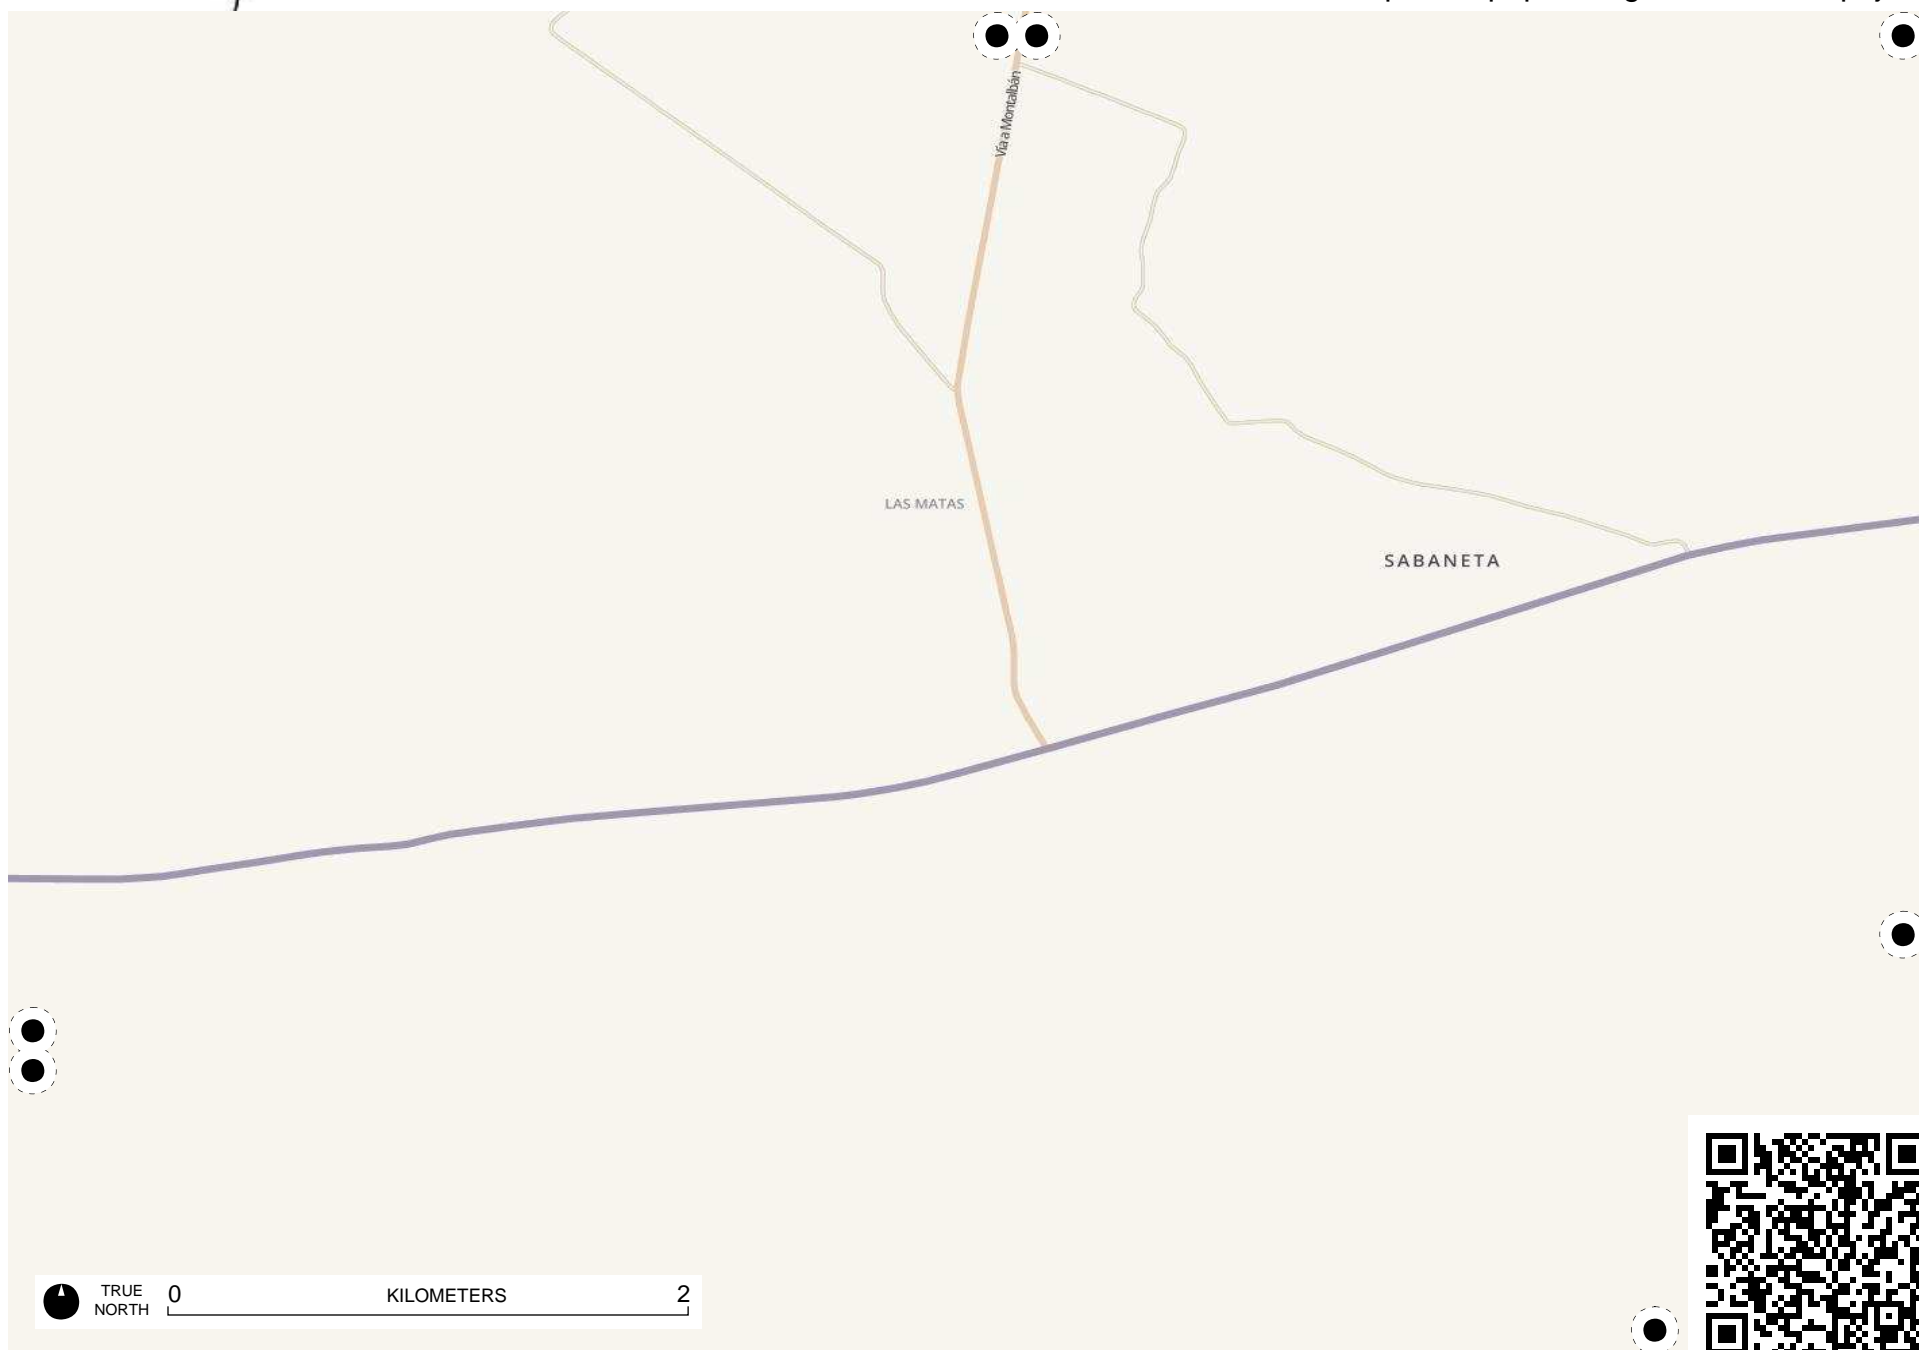 Vía a Montalbán
LAS MATAS
SABANETA
TRUE
NORTH
0
KILOMETERS
2